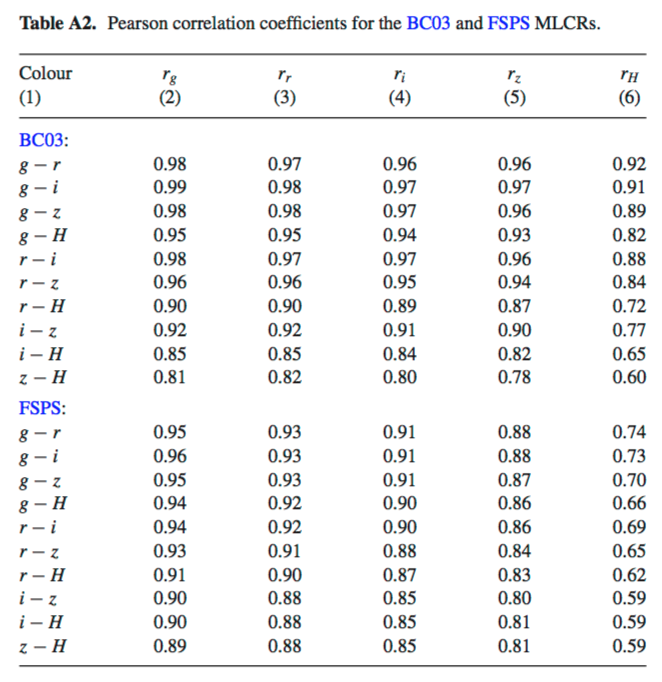 Table A2. Pearson correlation coefficients for the BC03 and FSPS MLCRs.
Colour r_g r_r r_i r_z r_H
(1) (2) (3) (4) (5) (6)
BC03:
g − r 0.98 0.97 0.96 0.96 0.92
g − i 0.99 0.98 0.97 0.97 0.91
g − z 0.98 0.98 0.97 0.96 0.89
g − H 0.95 0.95 0.94 0.93 0.82
r − i 0.98 0.97 0.97 0.96 0.88
r − z 0.96 0.96 0.95 0.94 0.84
r − H 0.90 0.90 0.89 0.87 0.72
i − z 0.92 0.92 0.91 0.90 0.77
i − H 0.85 0.85 0.84 0.82 0.65
z − H 0.81 0.82 0.80 0.78 0.60
FSPS:
g − r 0.95 0.93 0.91 0.88 0.74
g − i 0.96 0.93 0.91 0.88 0.73
g − z 0.95 0.93 0.91 0.87 0.70
g − H 0.94 0.92 0.90 0.86 0.66
r − i 0.94 0.92 0.90 0.86 0.69
r − z 0.93 0.91 0.88 0.84 0.65
r − H 0.91 0.90 0.87 0.83 0.62
i − z 0.90 0.88 0.85 0.80 0.59
i − H 0.90 0.88 0.85 0.81 0.59
z − H 0.89 0.88 0.85 0.81 0.59